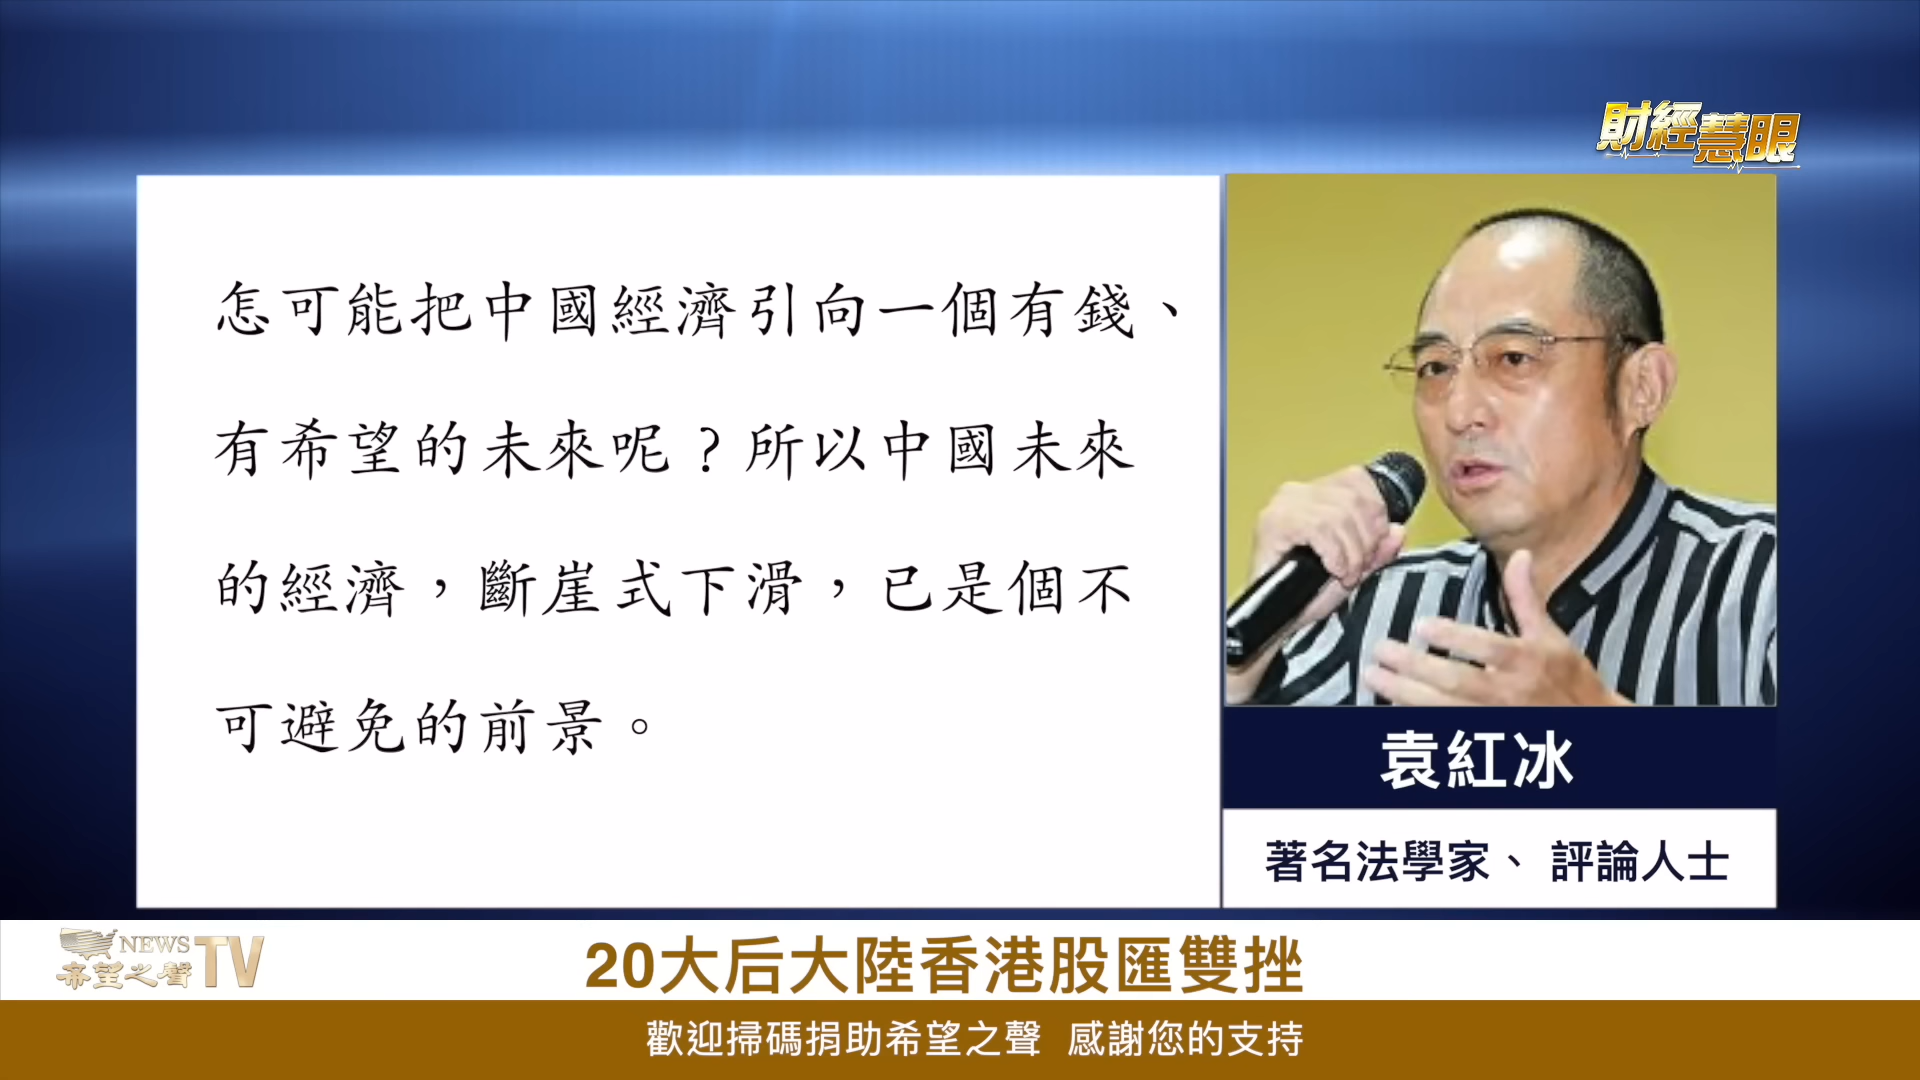 財經慧眼
怎可能把中國經濟引向一個有錢、
有希望的未來呢？所以中國未來
的經濟，斷崖式下滑，已是個不
可避免的前景。
袁紅冰
著名法學家、 評論人士
NEWS
希望之聲TV
20大后大陸香港股匯雙挫
歡迎掃碼捐助希望之聲 感謝您的支持